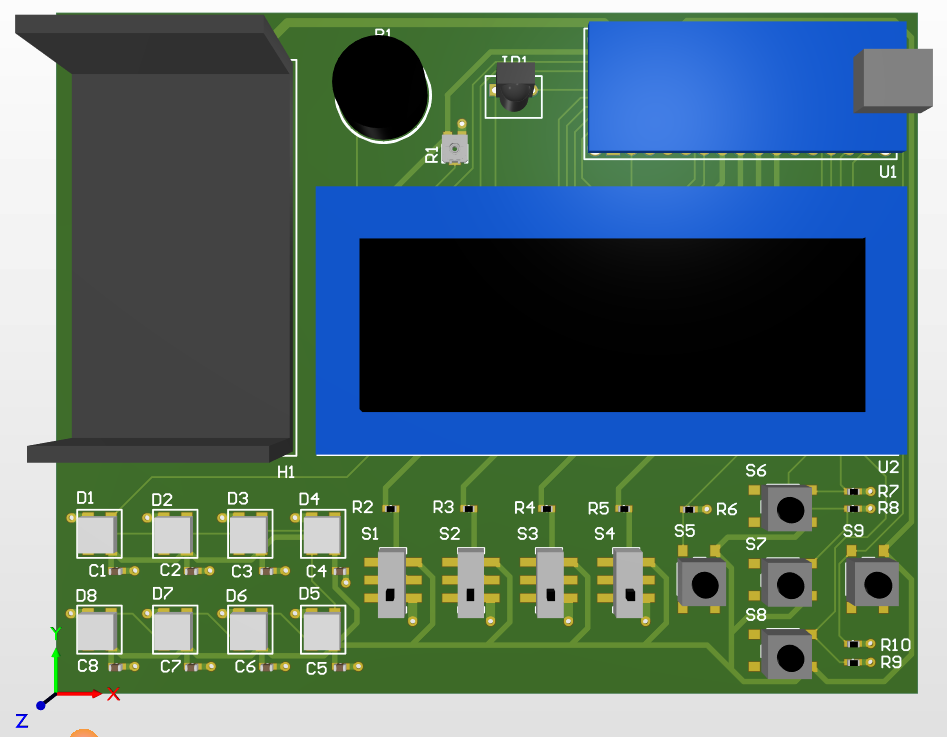 R1
U1
H1
U2
S6
D1 D2 D3 D4
R2 R3 R4 R5 R6
R7
R8
S1 S2 S3 S4 S5 S7 S9
C1 C2 C3 C4
D8 D7 D6 D5
S8
C8 C7 C6 C5
R10
R9
Y
X
Z